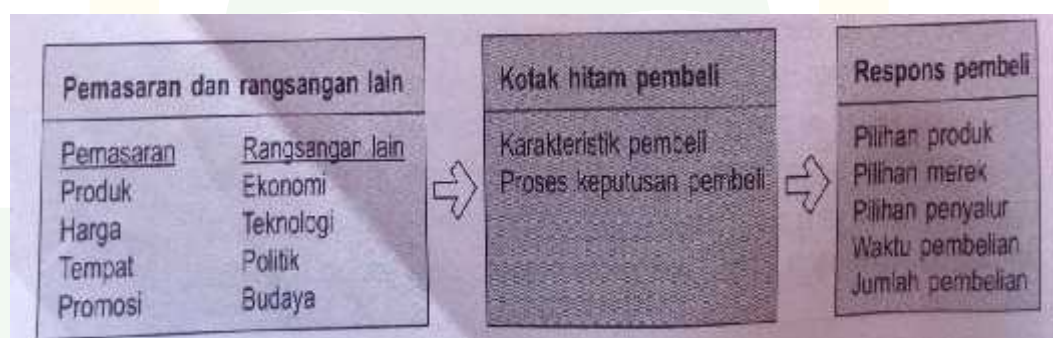 Pemasaran dan rangsangan lain
Pemasaran
Produk
Harga
Tempat
Promosi
Rangsangan lain
Ekonomi
Teknologi
Politik
Budaya
Kotak hitam pembeli
Karakteristik pembeli
Proses keputusan pembeli
Respons pembeli
Pilihan produk
Pilihan merek
Pilihan penyalur
Waktu pembelian
Jumlah pembelian